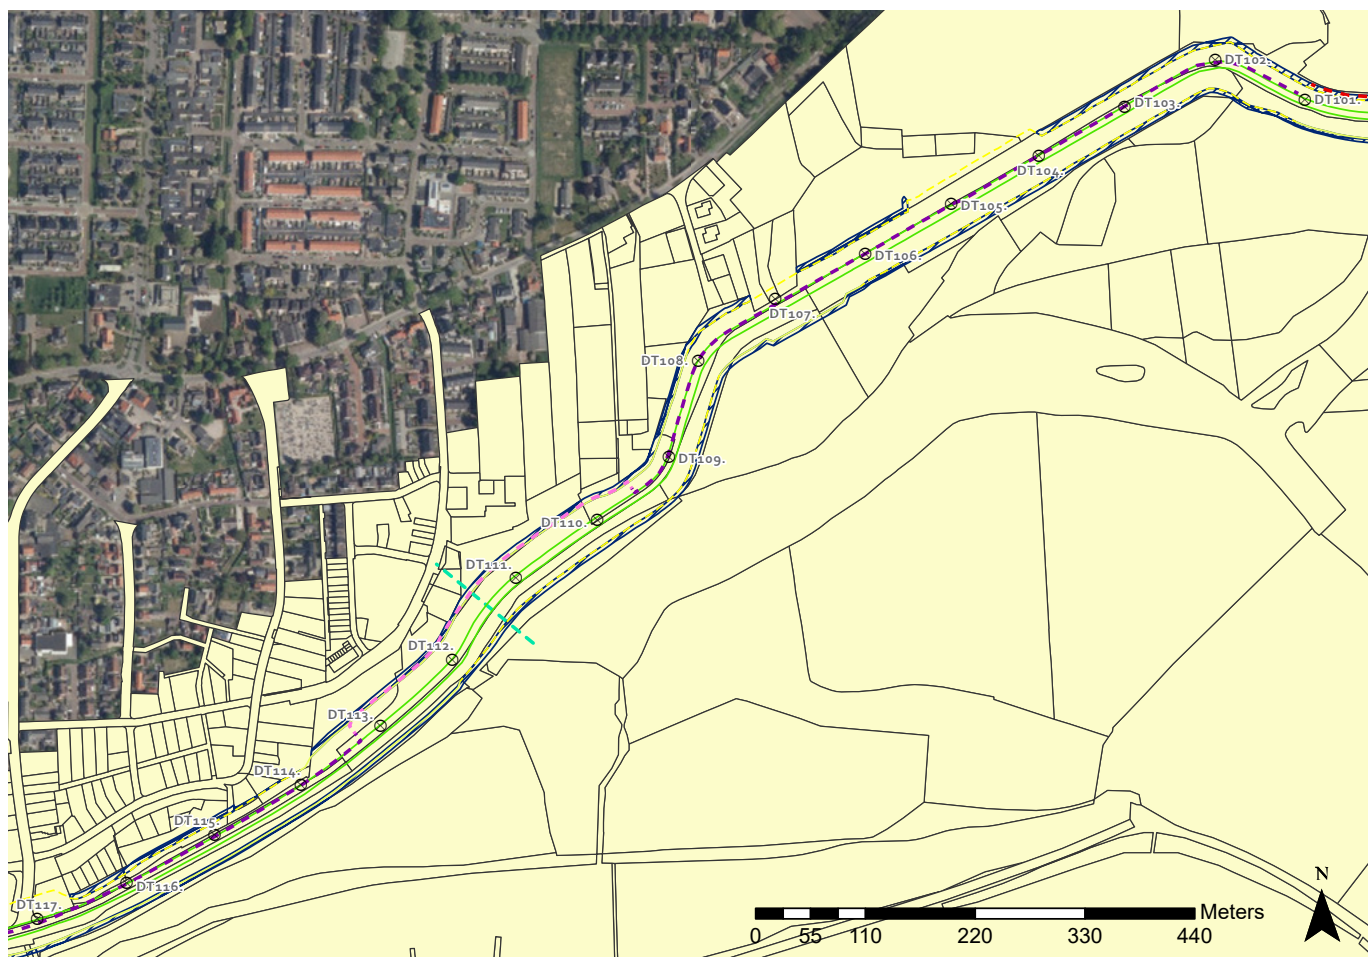 DT102.
DT101.
DT103.
DT104.
DT105.
DT106.
DT107.
DT108.
DT109.
DT110.
DT111.
DT112.
DT113.
DT114.
DT115.
DT116.
DT117.
N
Meters
0 55 110 220 330 440